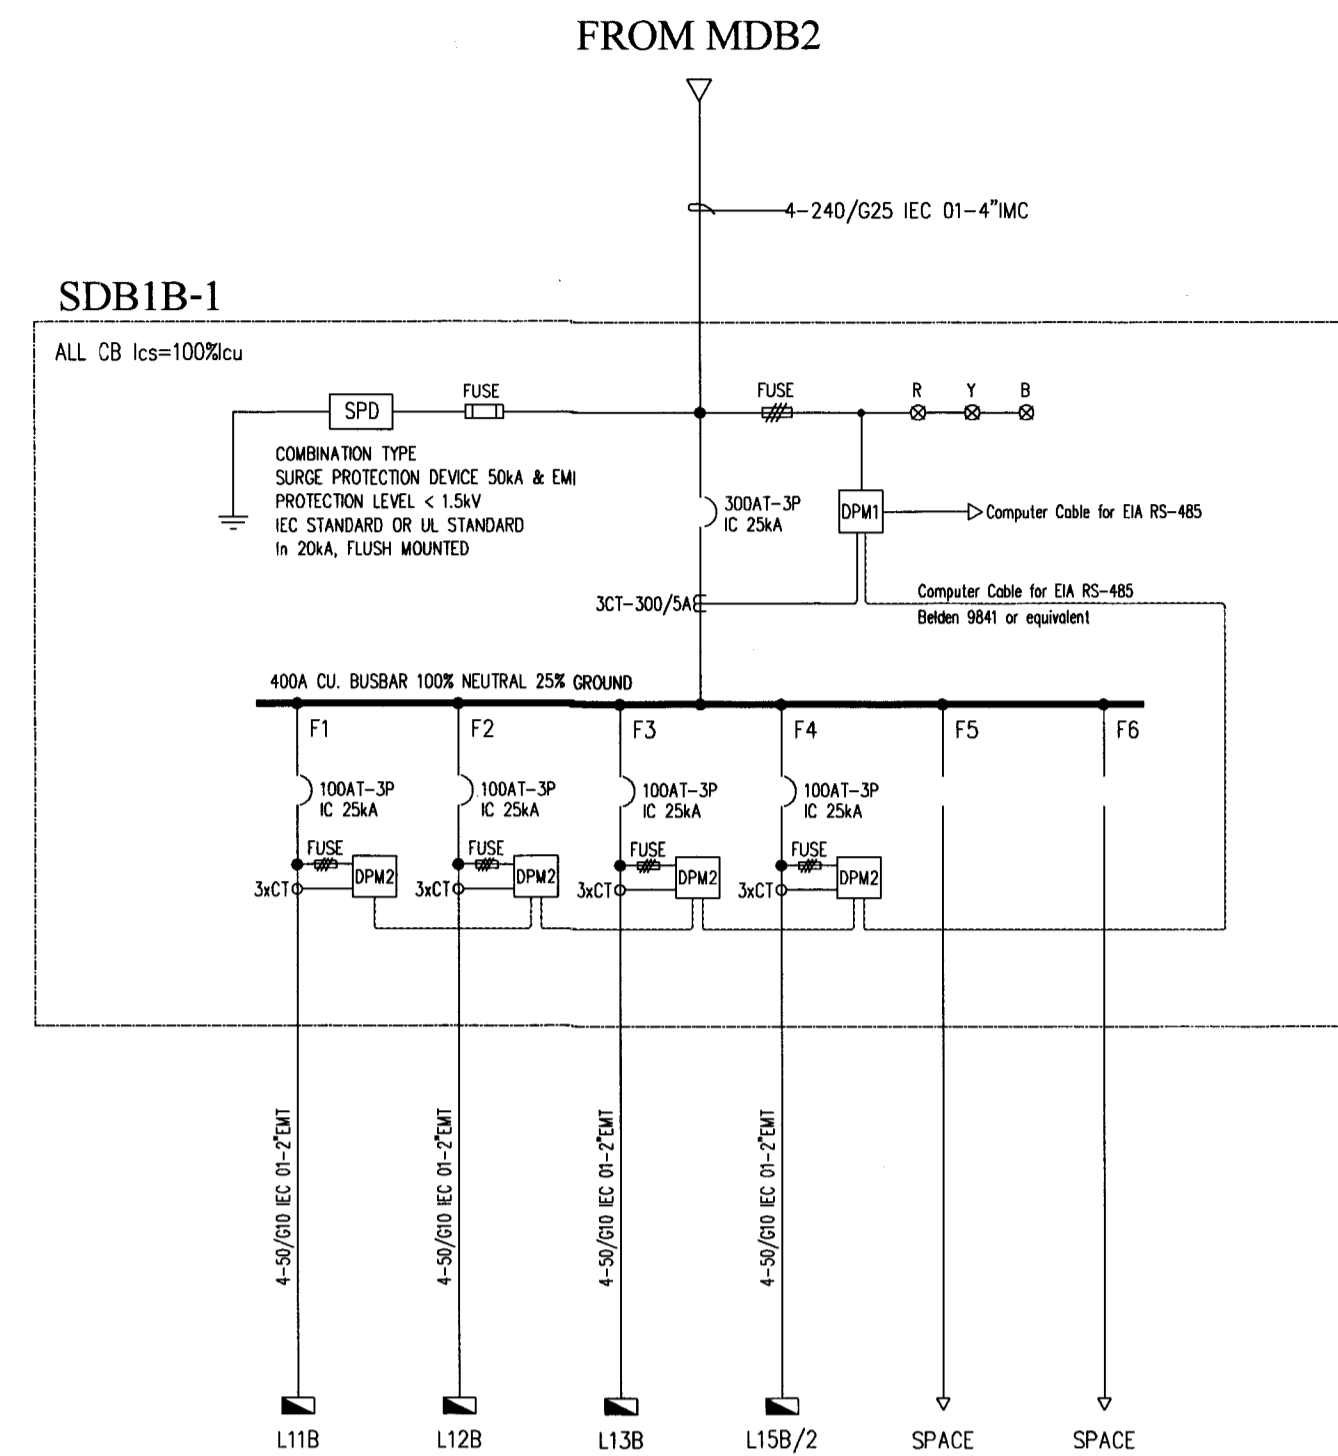 FROM MDB2
4-240/G25 IEC 01-4"IMC
SDB1B-1
ALL CB Ics=100%Icu
SPD
FUSE
FUSE
R
Y
B
COMBINATION TYPE
SURGE PROTECTION DEVICE 50kA & EMI
PROTECTION LEVEL < 1.5kV
IEC STANDARD OR UL STANDARD
In 20kA, FLUSH MOUNTED
300AT-3P
IC 25kA
DPM1
Computer Cable for EIA RS-485
3CT-300/5A
Computer Cable for EIA RS-485
Belden 9841 or equivalent
400A CU. BUSBAR 100% NEUTRAL 25% GROUND
F1
F2
F3
F4
F5
F6
100AT-3P
IC 25kA
100AT-3P
IC 25kA
100AT-3P
IC 25kA
100AT-3P
IC 25kA
FUSE
FUSE
FUSE
FUSE
DPM2
DPM2
DPM2
DPM2
3xCT
3xCT
3xCT
3xCT
4-50/G10 IEC 01-2"EMT
4-50/G10 IEC 01-2"EMT
4-50/G10 IEC 01-2"EMT
4-50/G10 IEC 01-2"EMT
L11B
L12B
L13B
L15B/2
SPACE
SPACE